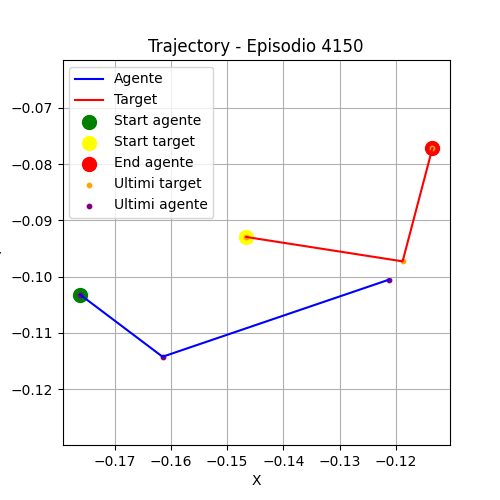 Trajectory - Episodio 4150
Agente
Target
Start agente
Start target
End agente
Ultimi target
Ultimi agente
−0.07
−0.08
−0.09
−0.10
−0.11
−0.12
−0.17
−0.16
−0.15
−0.14
−0.13
−0.12
X